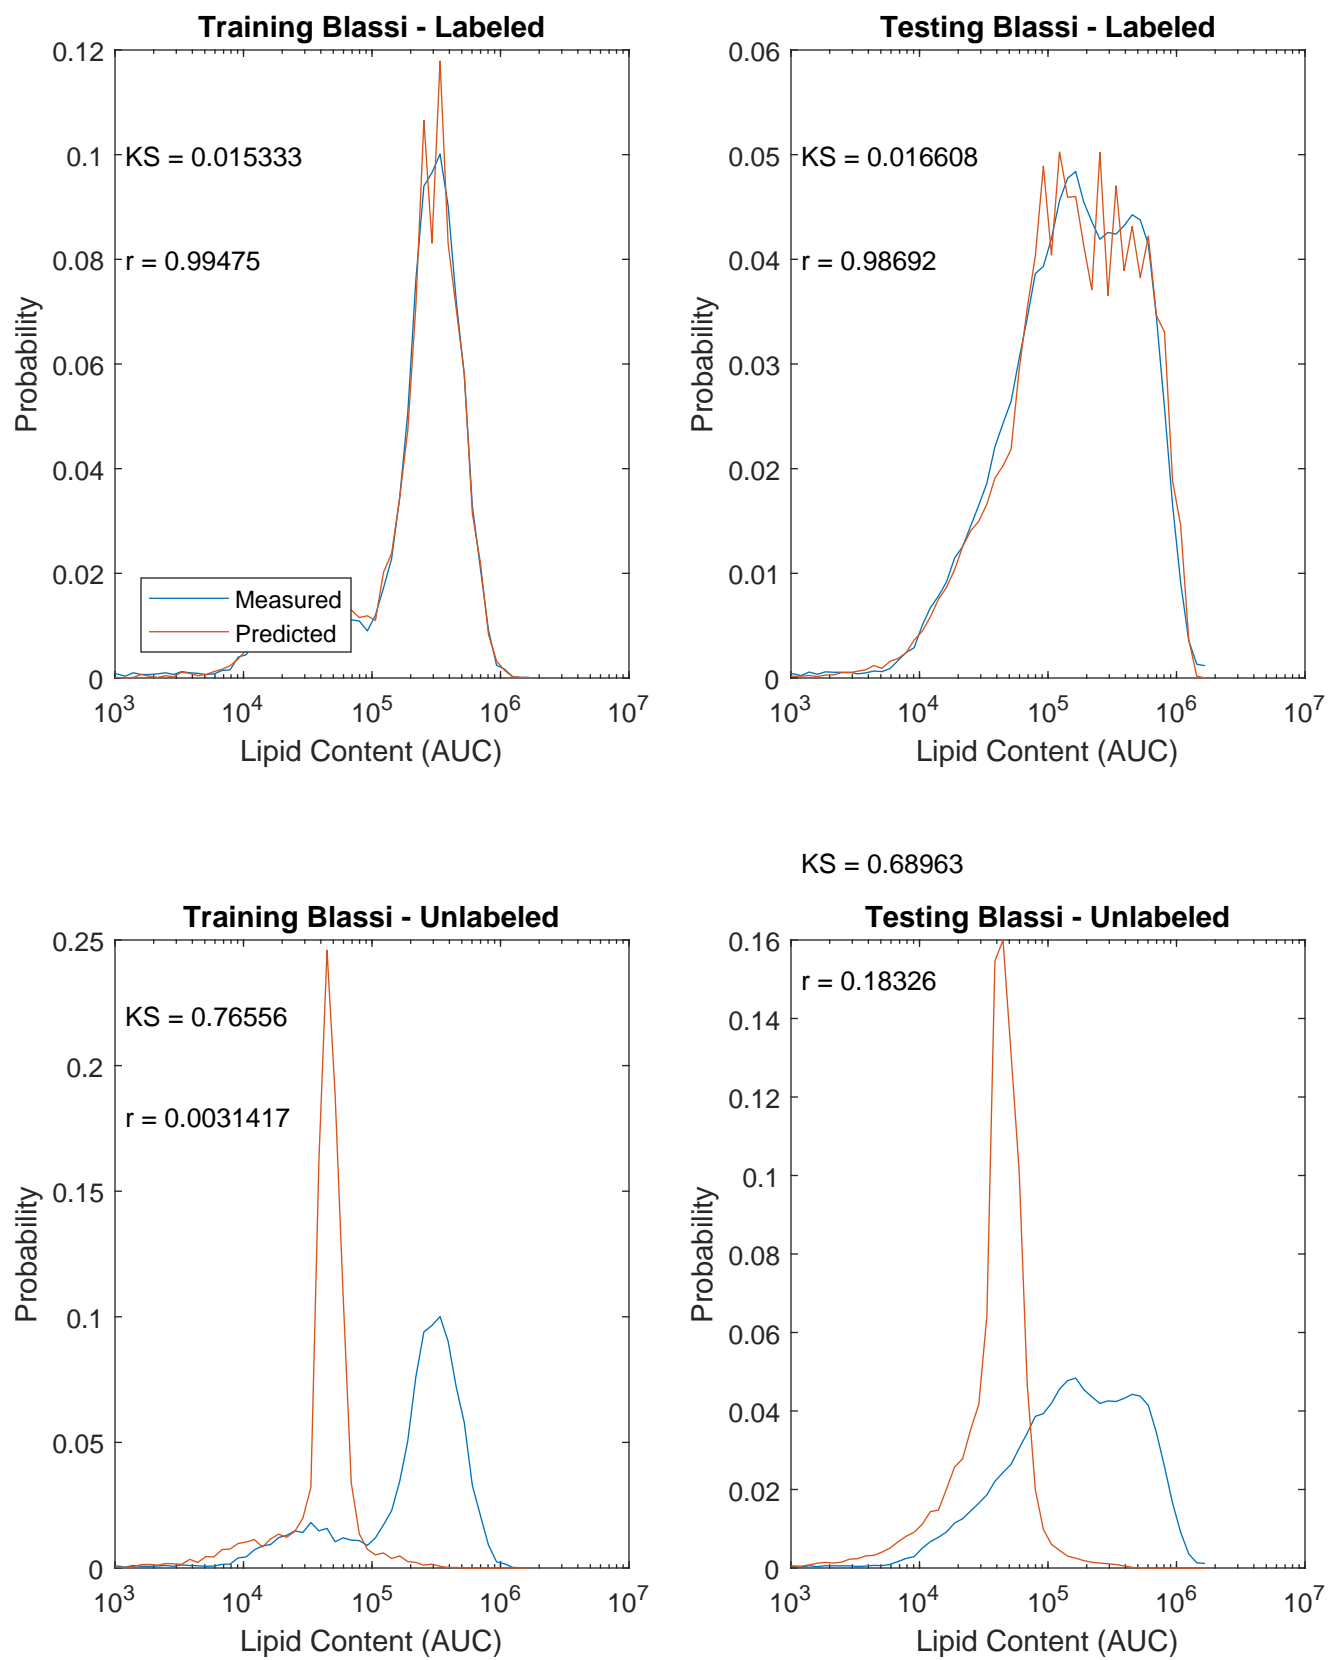 Training Blassi - Labeled
0.12
0.1
0.08
0.06
0.04
0.02
0
KS = 0.015333
r = 0.99475
Probability
Measured
Predicted
10^3 10^4 10^5 10^6 10^7
Lipid Content (AUC)
Testing Blassi - Labeled
0.06
0.05
0.04
0.03
0.02
0.01
0
KS = 0.016608
r = 0.98692
Probability
10^3 10^4 10^5 10^6 10^7
Lipid Content (AUC)
Training Blassi - Unlabeled
0.25
0.2
0.15
0.1
0.05
0
KS = 0.76556
r = 0.0031417
Probability
10^3 10^4 10^5 10^6 10^7
Lipid Content (AUC)
KS = 0.68963
Testing Blassi - Unlabeled
0.16
0.14
0.12
0.1
0.08
0.06
0.04
0.02
0
r = 0.18326
Probability
10^3 10^4 10^5 10^6 10^7
Lipid Content (AUC)